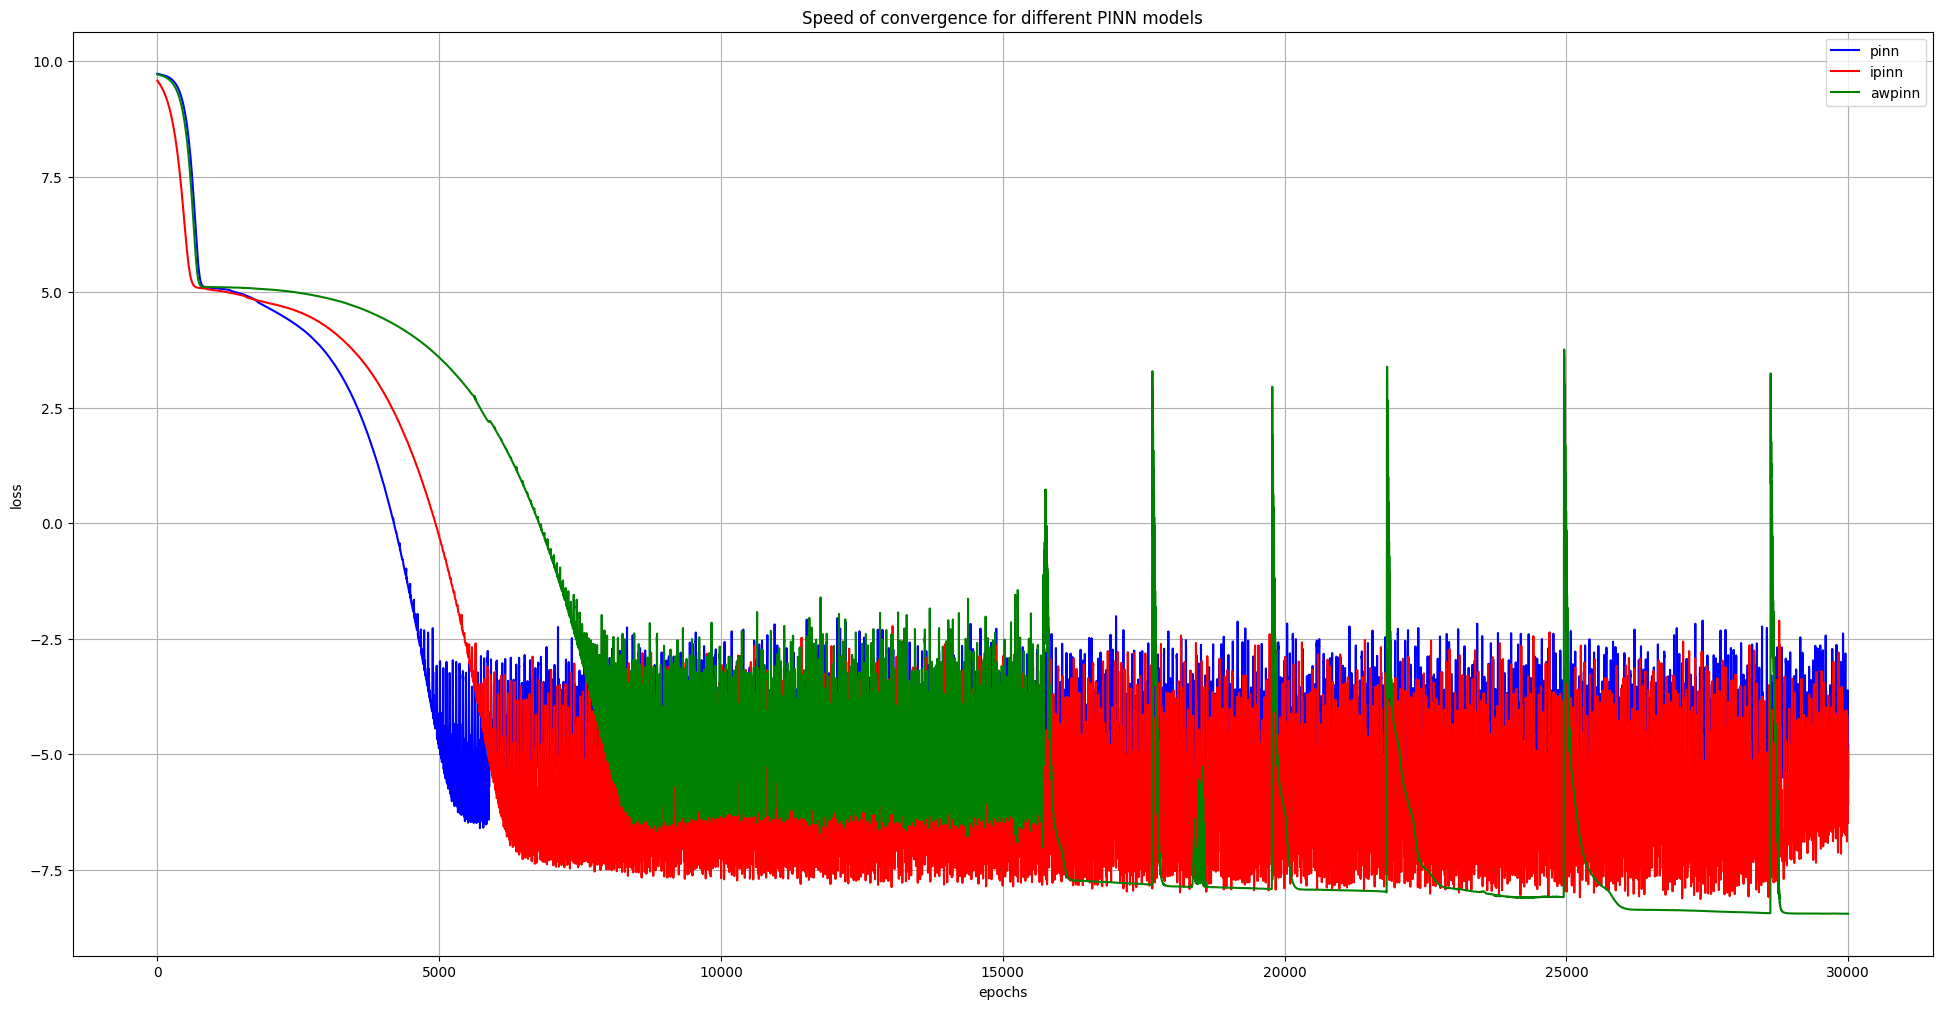 Speed of convergence for different PINN models
pinn
ipinn
awpinn
loss
10.0
7.5
5.0
2.5
0.0
−2.5
−5.0
−7.5
0 5000 10000 15000 20000 25000 30000
epochs